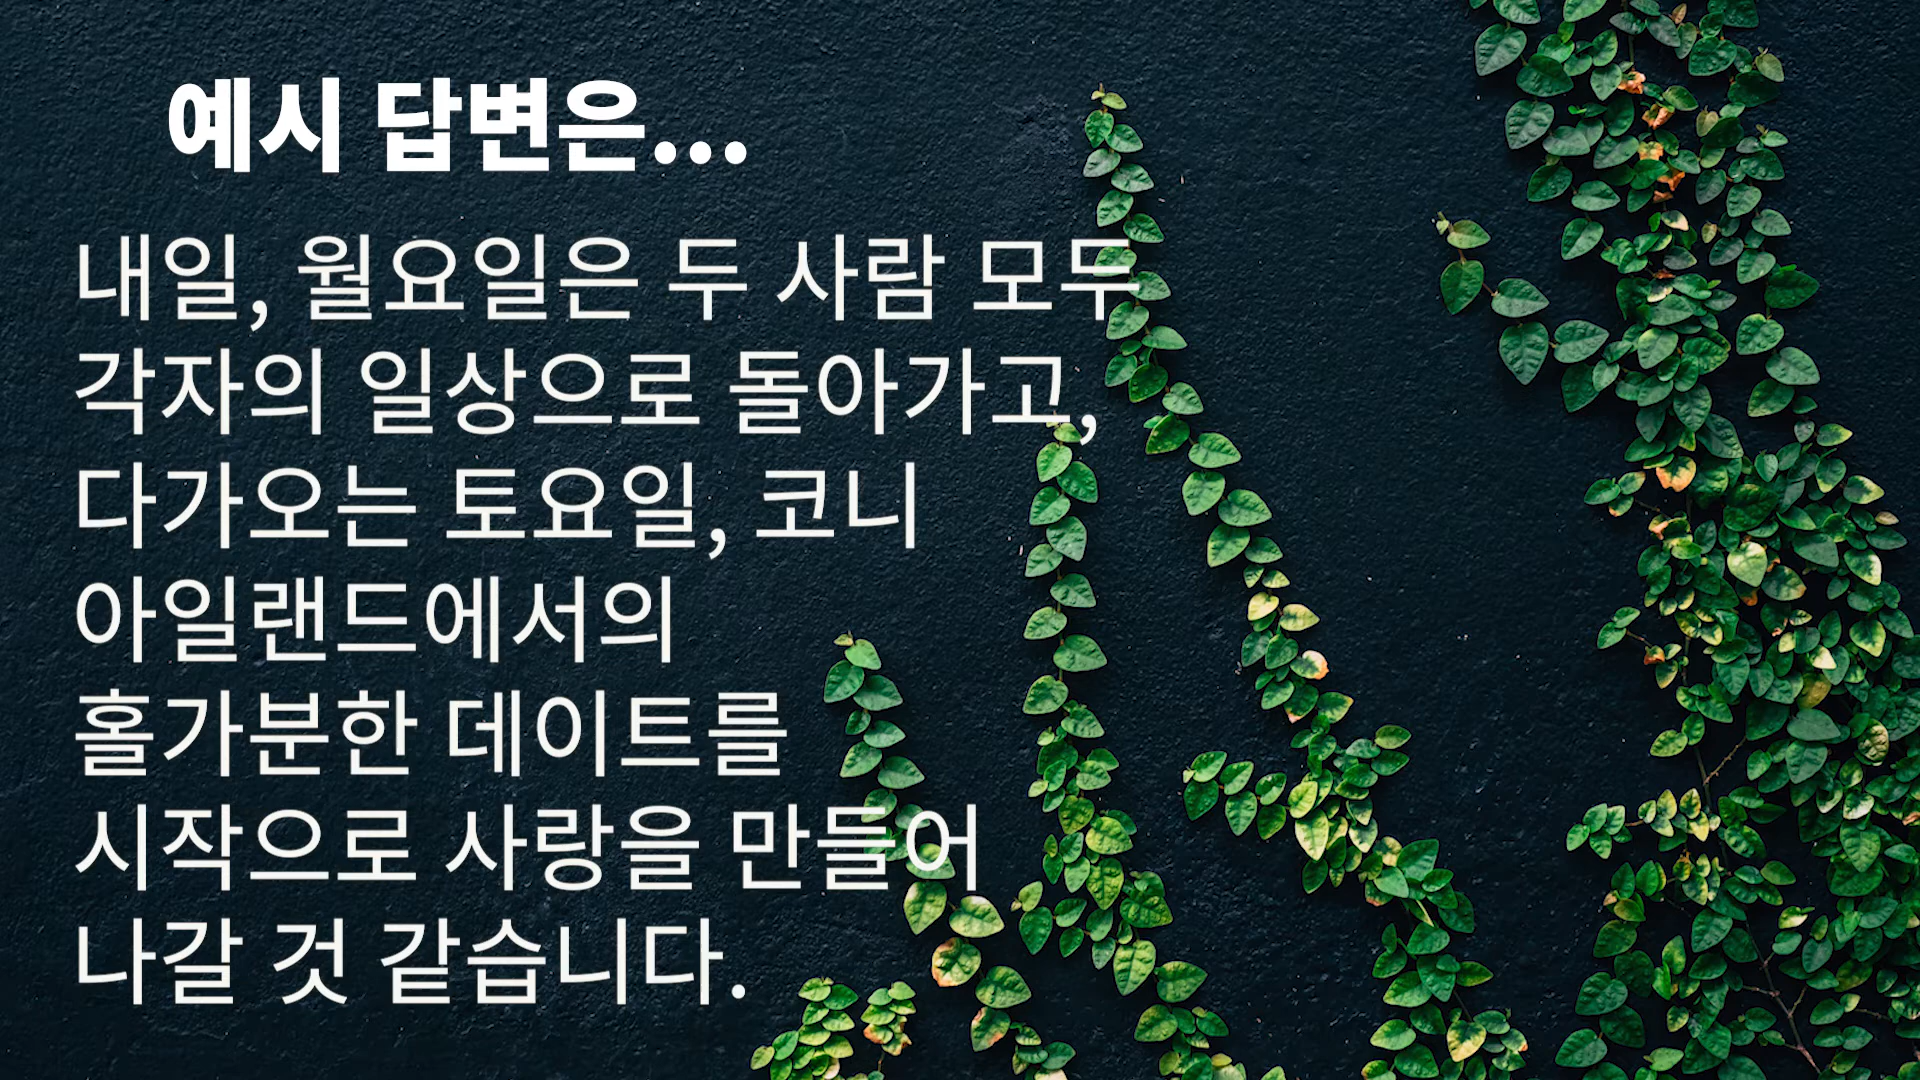 예시 답변은...
내일, 월요일은 두 사람 모두
각자의 일상으로 돌아가고,
다가오는 토요일, 코니
아일랜드에서의
홀가분한 데이트를
시작으로 사랑을 만들어
나갈 것 같습니다.